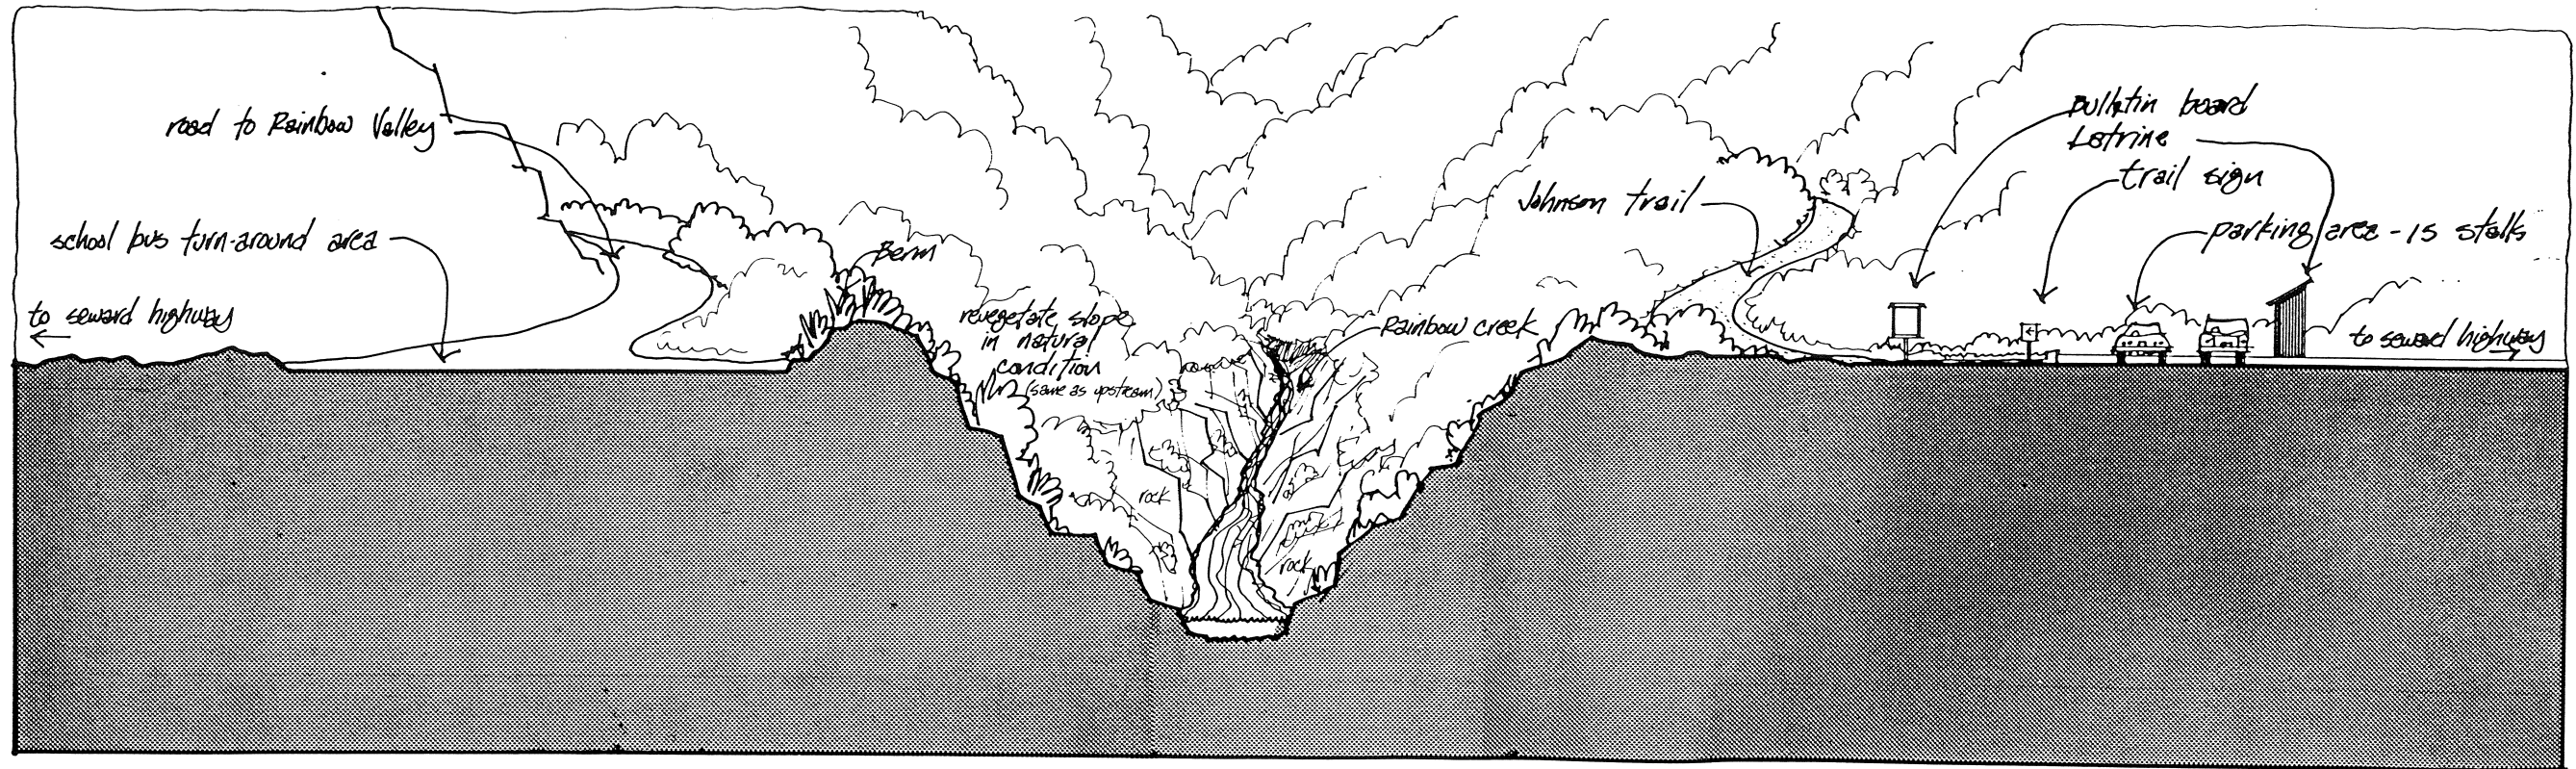 road to Rainbow Valley
school bus turn-around area
to seward highway
Berm
revegetate slope
in natural
condition
(same as upstream)
rock
rock
Rainbow creek
Johnson trail
Bulletin board
Latrine
trail sign
parking area - 15 stalls
to seward highway